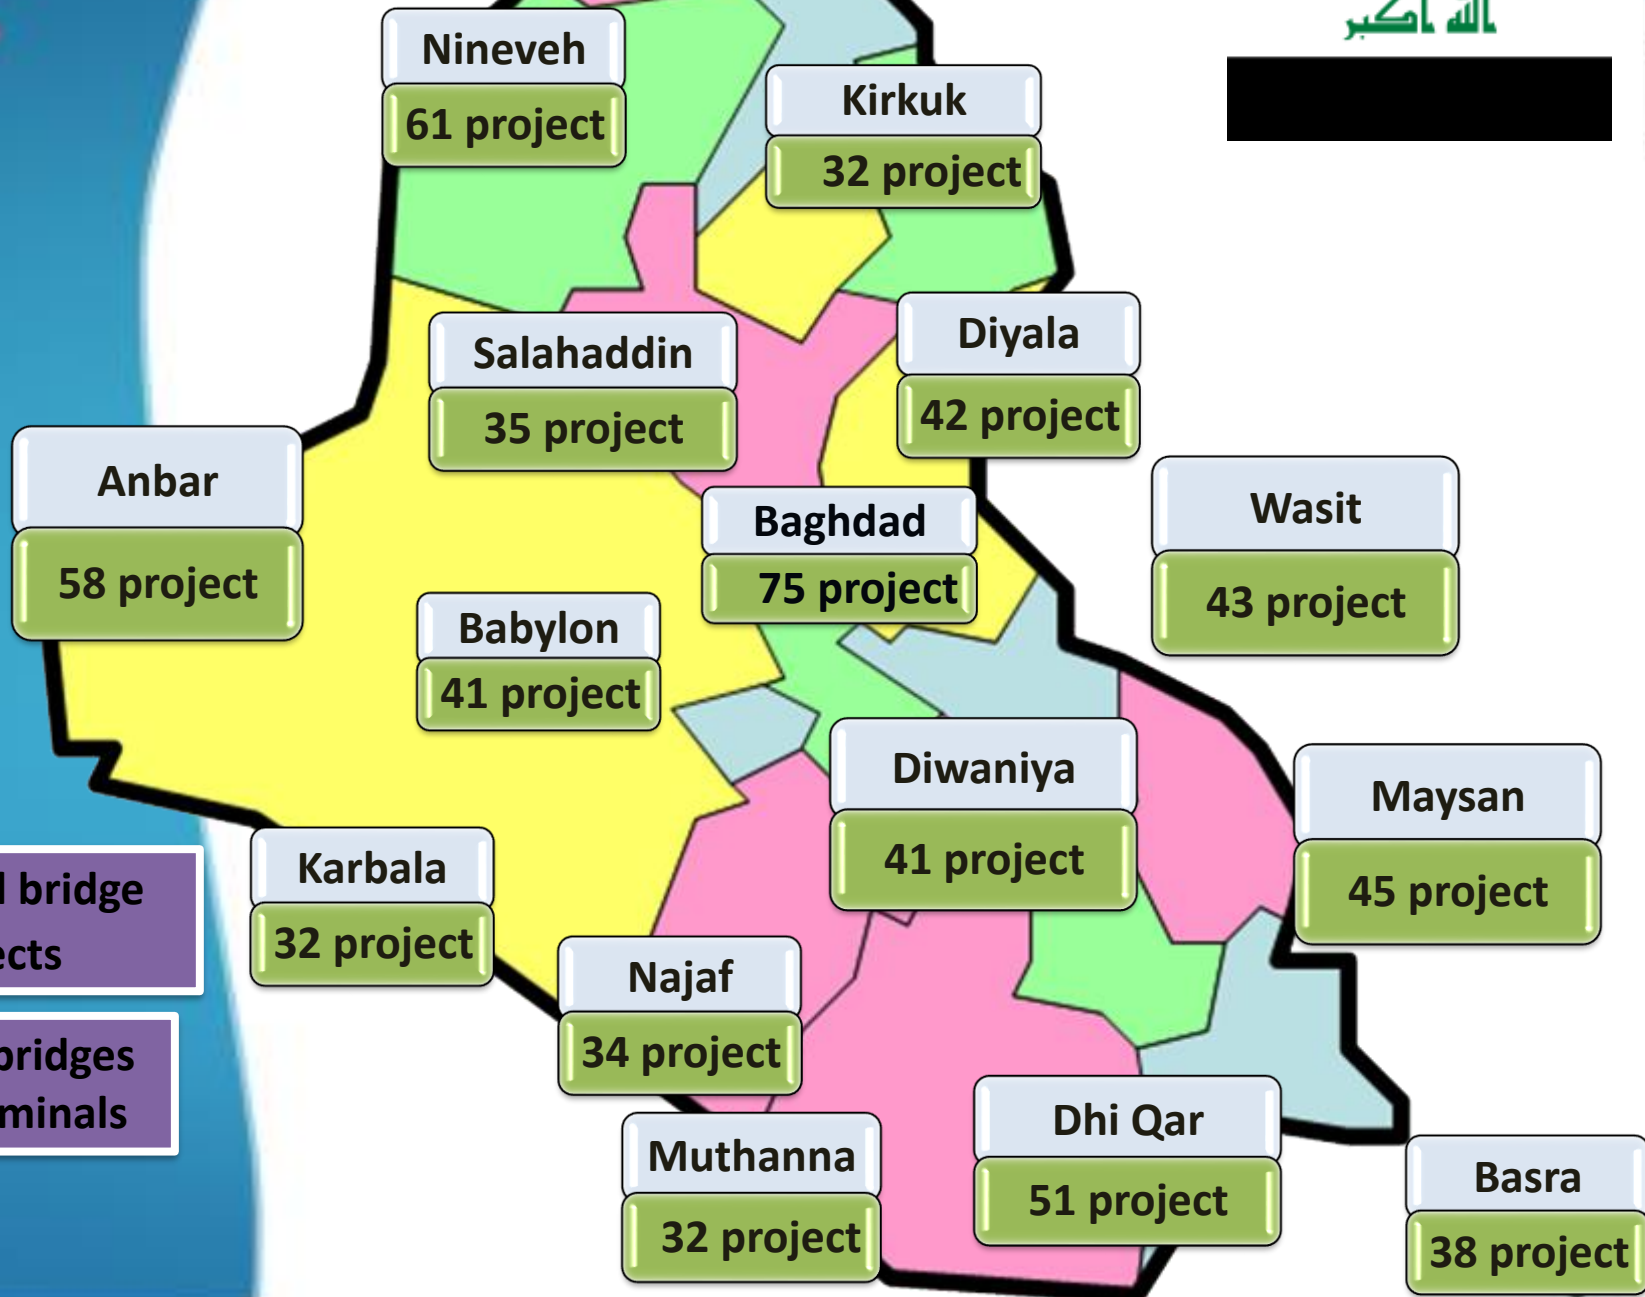 الله اكبر
Nineveh
61 project
Kirkuk
32 project
Salahaddin
35 project
Diyala
42 project
Anbar
58 project
Baghdad
75 project
Wasit
43 project
Babylon
41 project
Diwaniya
41 project
Maysan
45 project
Karbala
32 project
bridge
Najaf
34 project
bridges
Muthanna
32 project
Dhi Qar
51 project
Basra
38 project